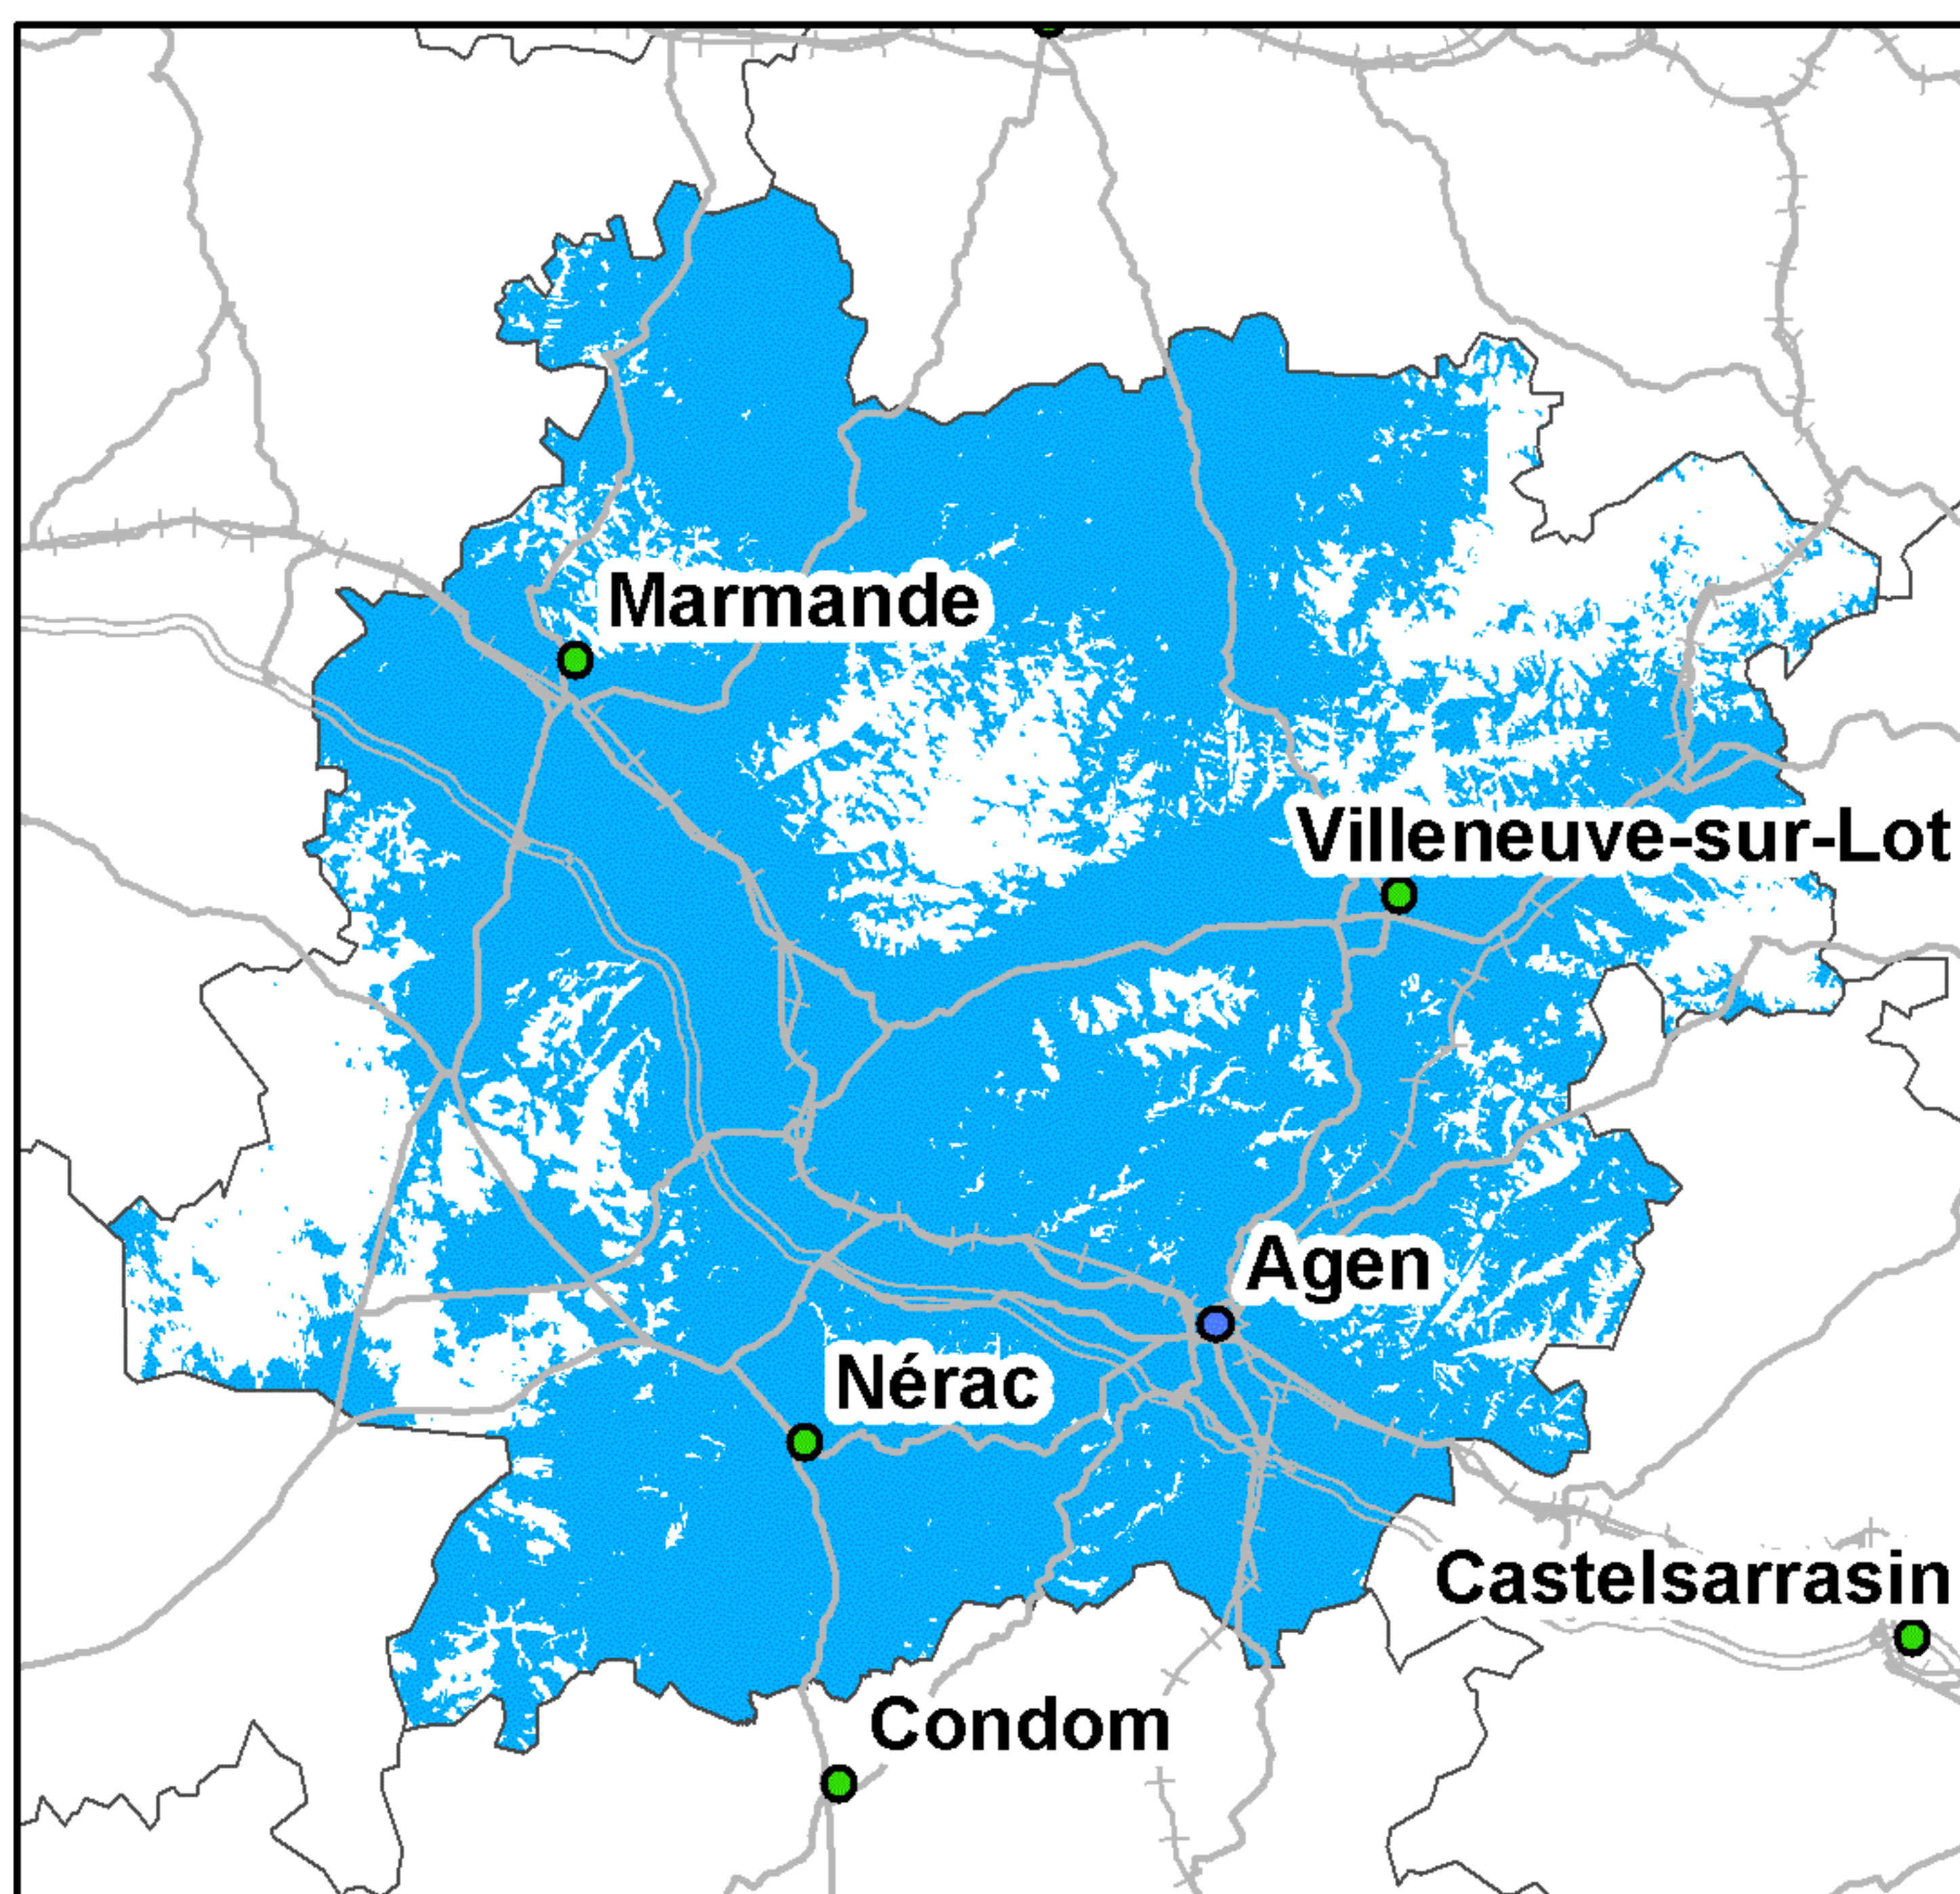 Marmande
Villeneuve-sur-Lot
Agen
Nérac
Castelsarrasin
Condom